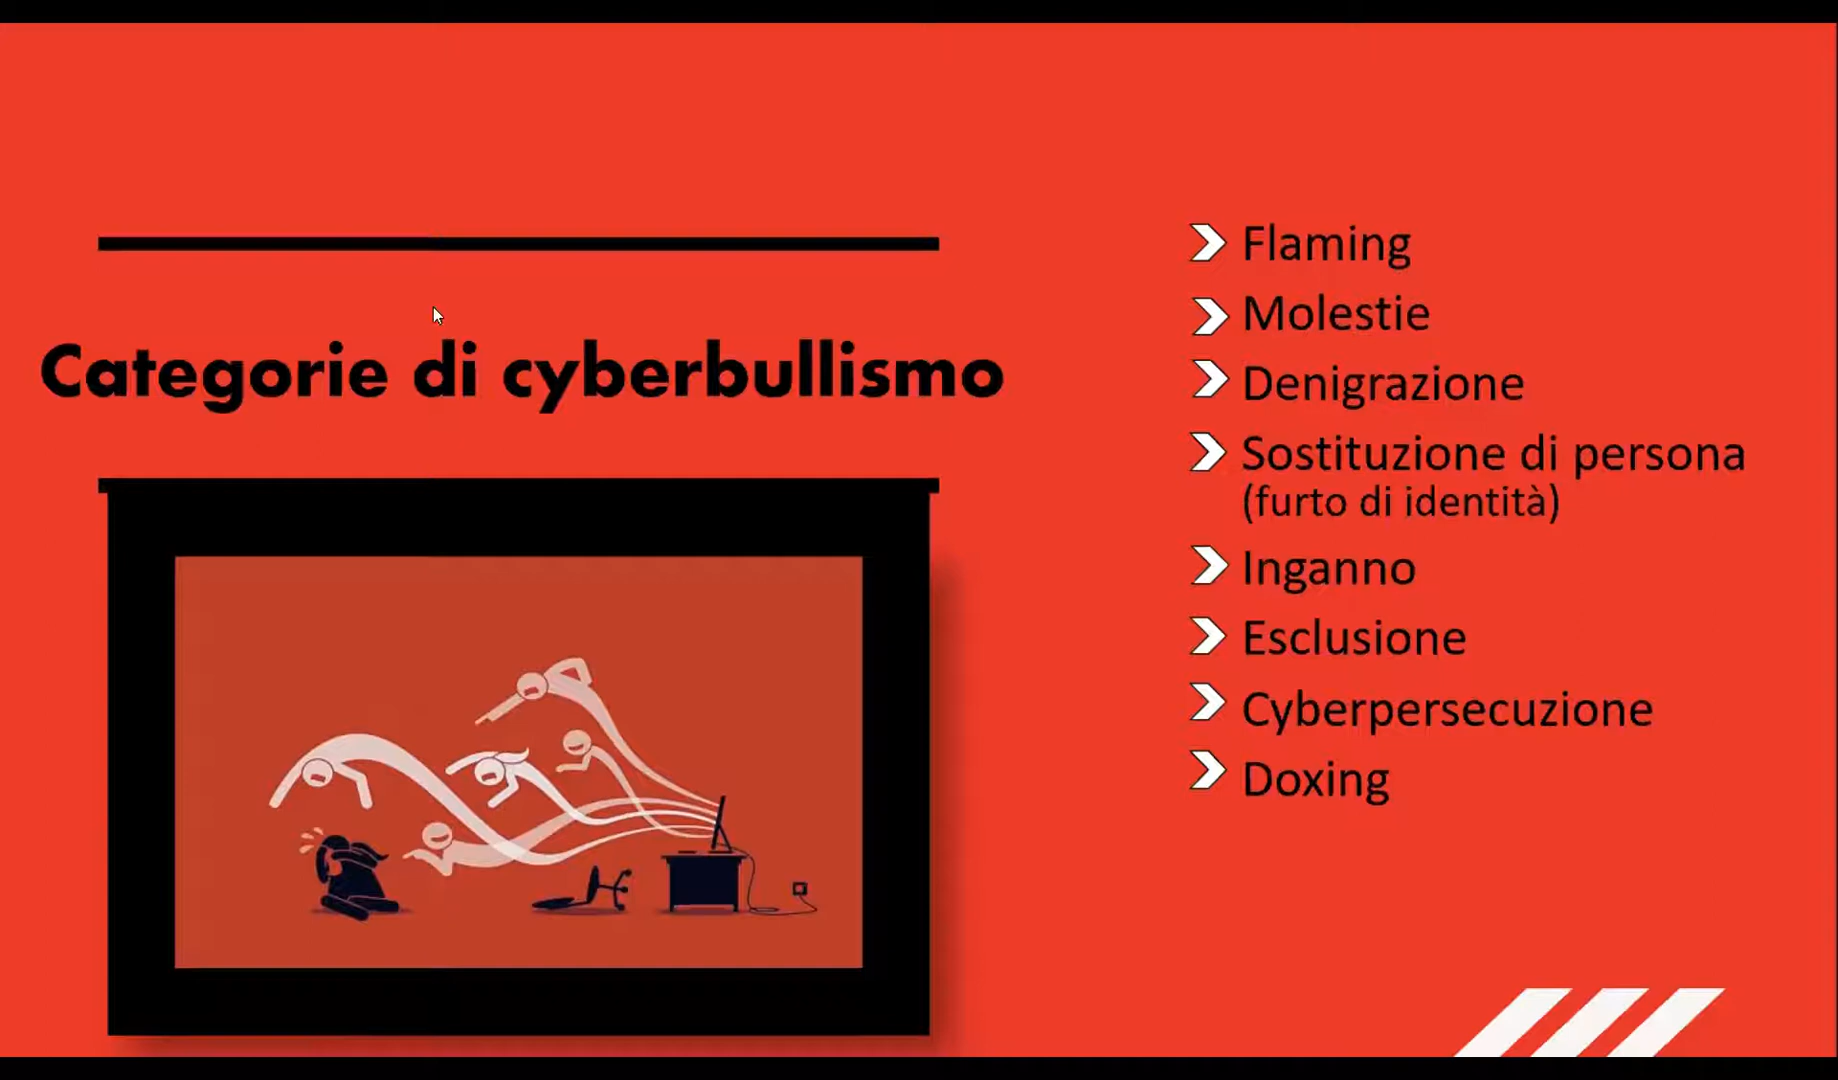 Categorie di cyberbullismo
Flaming
Molestie
Denigrazione
Sostituzione di persona
(furto di identità)
Inganno
Esclusione
Cyberpersecuzione
Doxing